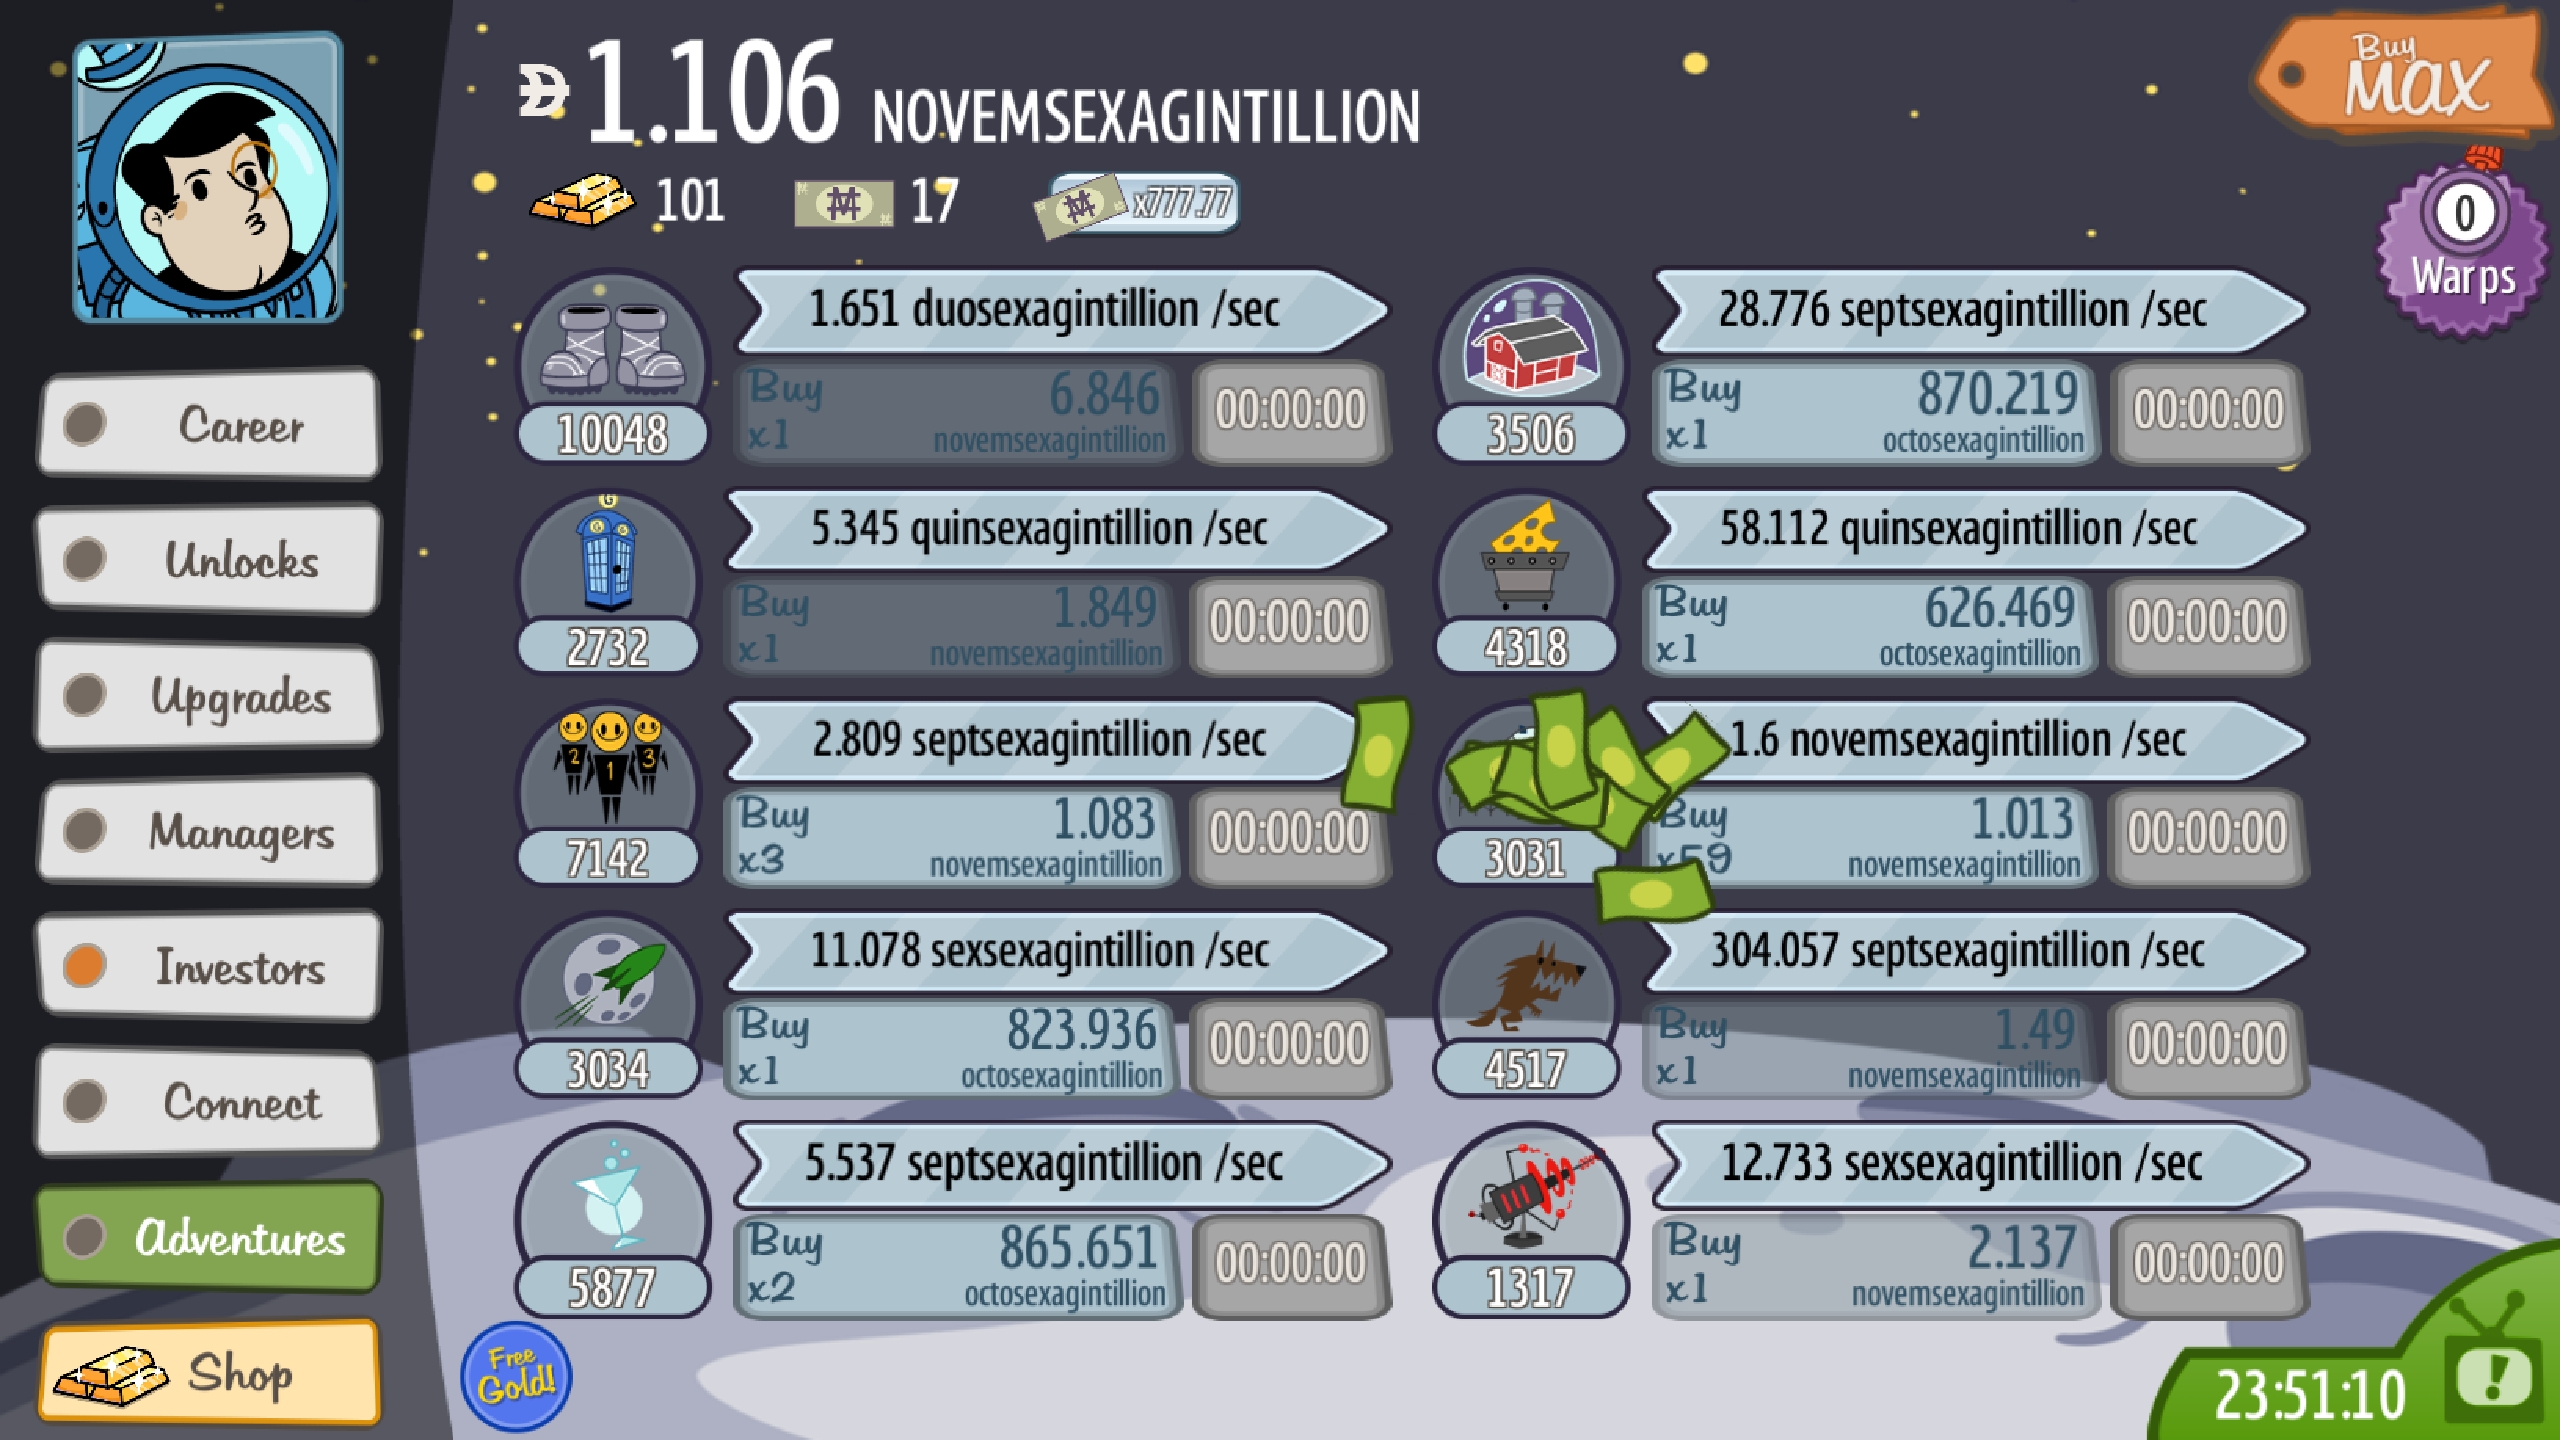 1.106 NOVEMSEXAGINTILLION
Buy
MAX
101
17
x777.77
0
Warps
Career
Unlocks
Upgrades
Managers
Investors
Connect
Adventures
Shop
1.651 duosexagintillion /sec
Buy 6.846
x1 novemsexagintillion
00:00:00
10048
28.776 septsexagintillion /sec
Buy 870.219
x1 octosexagintillion
00:00:00
3506
5.345 quinsexagintillion /sec
Buy 1.849
x1 novemsexagintillion
00:00:00
2732
58.112 quinsexagintillion /sec
Buy 626.469
x1 octosexagintillion
00:00:00
4318
2.809 septsexagintillion /sec
2 1 3
Buy 1.083
x3 novemsexagintillion
00:00:00
7142
1.6 novemsexagintillion /sec
Buy 1.013
x59 novemsexagintillion
00:00:00
3031
11.078 sexsexagintillion /sec
Buy 823.936
x1 octosexagintillion
00:00:00
3034
304.057 septsexagintillion /sec
Buy 1.49
x1 novemsexagintillion
00:00:00
4517
5.537 septsexagintillion /sec
Buy 865.651
x2 octosexagintillion
00:00:00
5877
12.733 sexsexagintillion /sec
Buy 2.137
x1 novemsexagintillion
00:00:00
1317
Free
Gold!
23:51:10
!